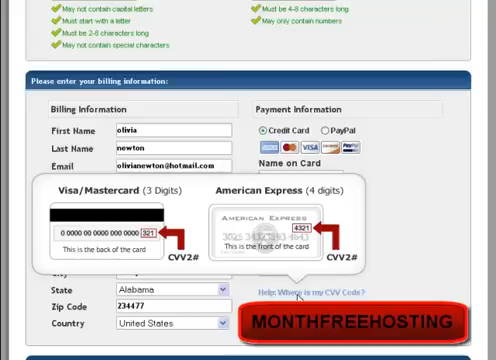 May not contain capital letters
Must start with a letter
Must be 2-8 characters long
May not contain special characters
Must be 4-8 characters long
May only contain numbers
Please enter your billing information:
Billing Information
First Name olivia
Last Name newton
Email olivianewton@hotmail.com
Payment Information
Credit Card PayPal
VISA
PayPal
Name on Card
Visa/Mastercard (3 Digits)
0 0000 00 0000 000 0000 321
This is the back of the card
CVV2#
American Express (4 digits)
AMERICAN EXPRESS
4321
This is the front of the card
CVV2#
State Alabama
Zip Code 234477
Country United States
Help: Where is my CVV Code?
MONTHFREEHOSTING